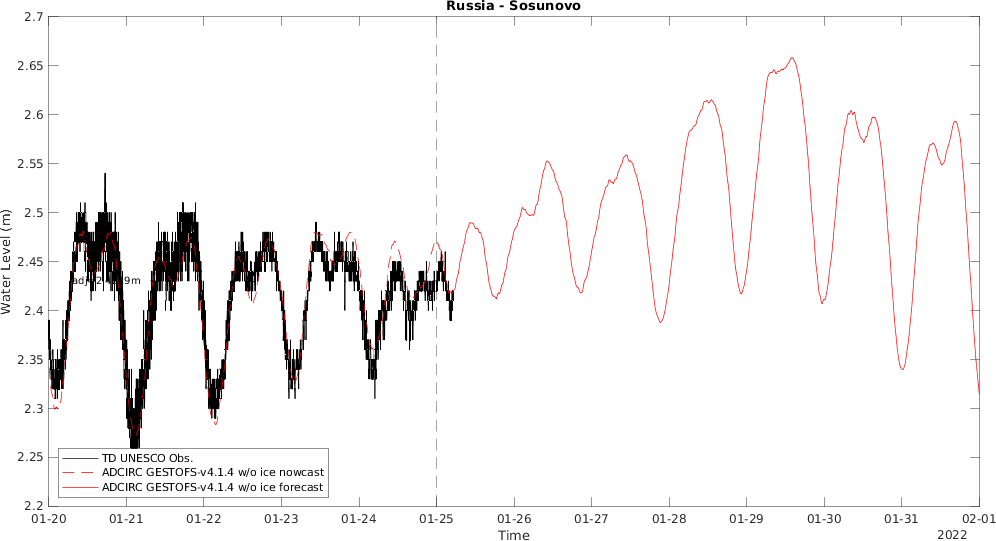 Russia - Sosunovo
Water Level (m)
2.7
2.65
2.6
2.55
2.5
2.45
2.4
2.35
2.3
2.25
2.2
TD UNESCO Obs.
ADCIRC GESTOFS-v4.1.4 w/o ice nowcast
ADCIRC GESTOFS-v4.1.4 w/o ice forecast
01-20 01-21 01-22 01-23 01-24 01-25 01-26 01-27 01-28 01-29 01-30 01-31 02-01
Time
2022